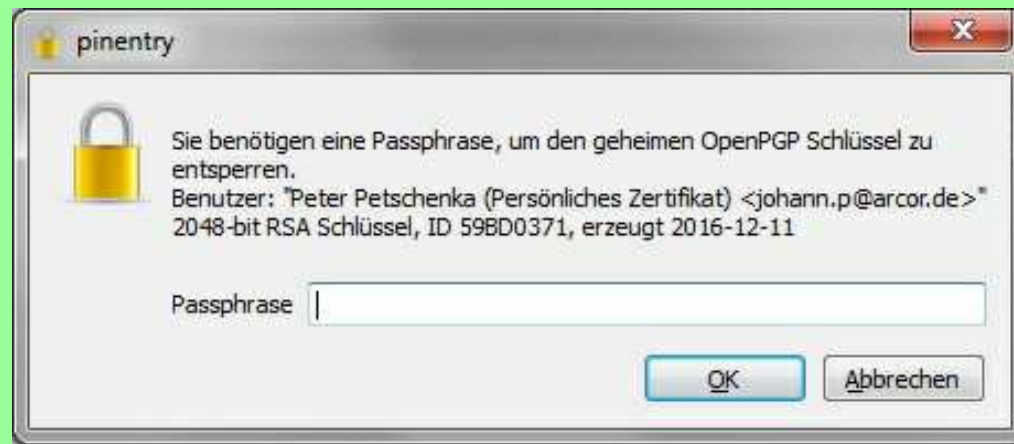 pinentry
Sie benötigen eine Passphrase, um den geheimen OpenPGP Schlüssel zu
entsperren.
Benutzer: "Peter Petschenka (Persönliches Zertifikat) <johann.p@arcor.de>"
2048-bit RSA Schlüssel, ID 59BD0371, erzeugt 2016-12-11
Passphrase
OK
Abbrechen